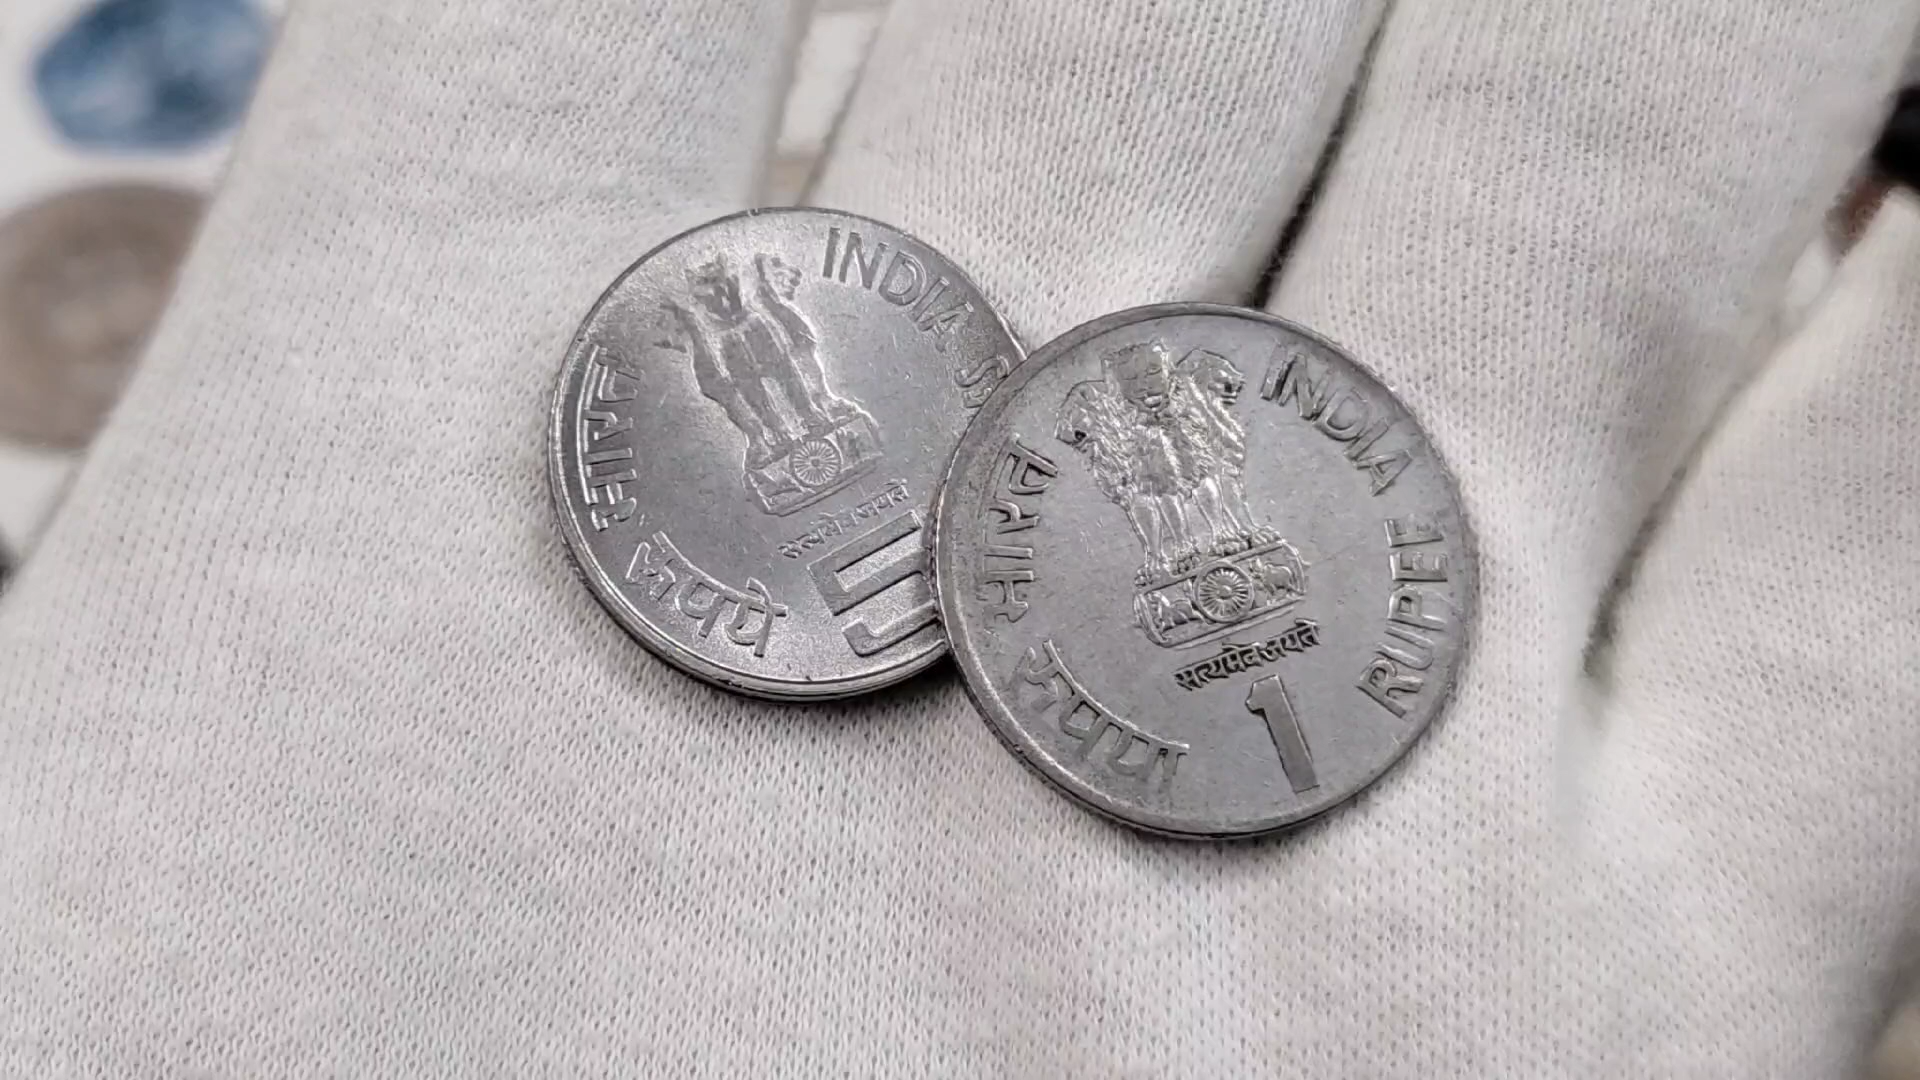 भारत
INDIA
रूपये
सत्यमेव जयते
5
भारत
INDIA
रूपया
RUPEE
सत्यमेव जयते
1